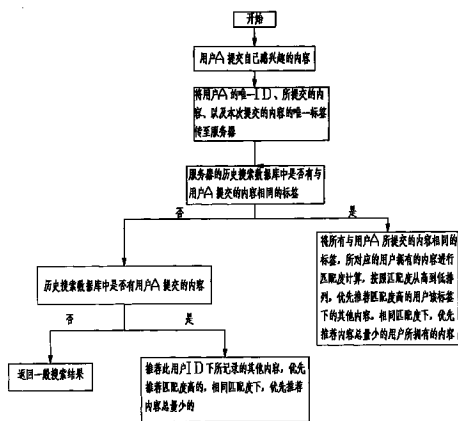 开始
用户A提交自己感兴趣的内容
将用户A的唯一ID、所提交的内
容、以及本次提交的内容的唯一标签
传至服务器
服务器的历史搜索数据库中是否有与
用户A提交的内容相同的标签
否
是
将所有与用户A所提交的内容相同的
标签,所对应的用户拥有的内容进行
匹配度计算,按照匹配度从高到低排
列,优先推荐匹配度高的用户该标签
下的其他内容,相同匹配度下,优先
推荐内容总量少的用户所拥有的内容
历史搜索数据库中是否有用户A提交的内容
否
是
返回一般搜索结果
推荐此用户ID下所记录的其他内容,优先
推荐匹配度高的,相同匹配度下,优先推荐
内容总量少的